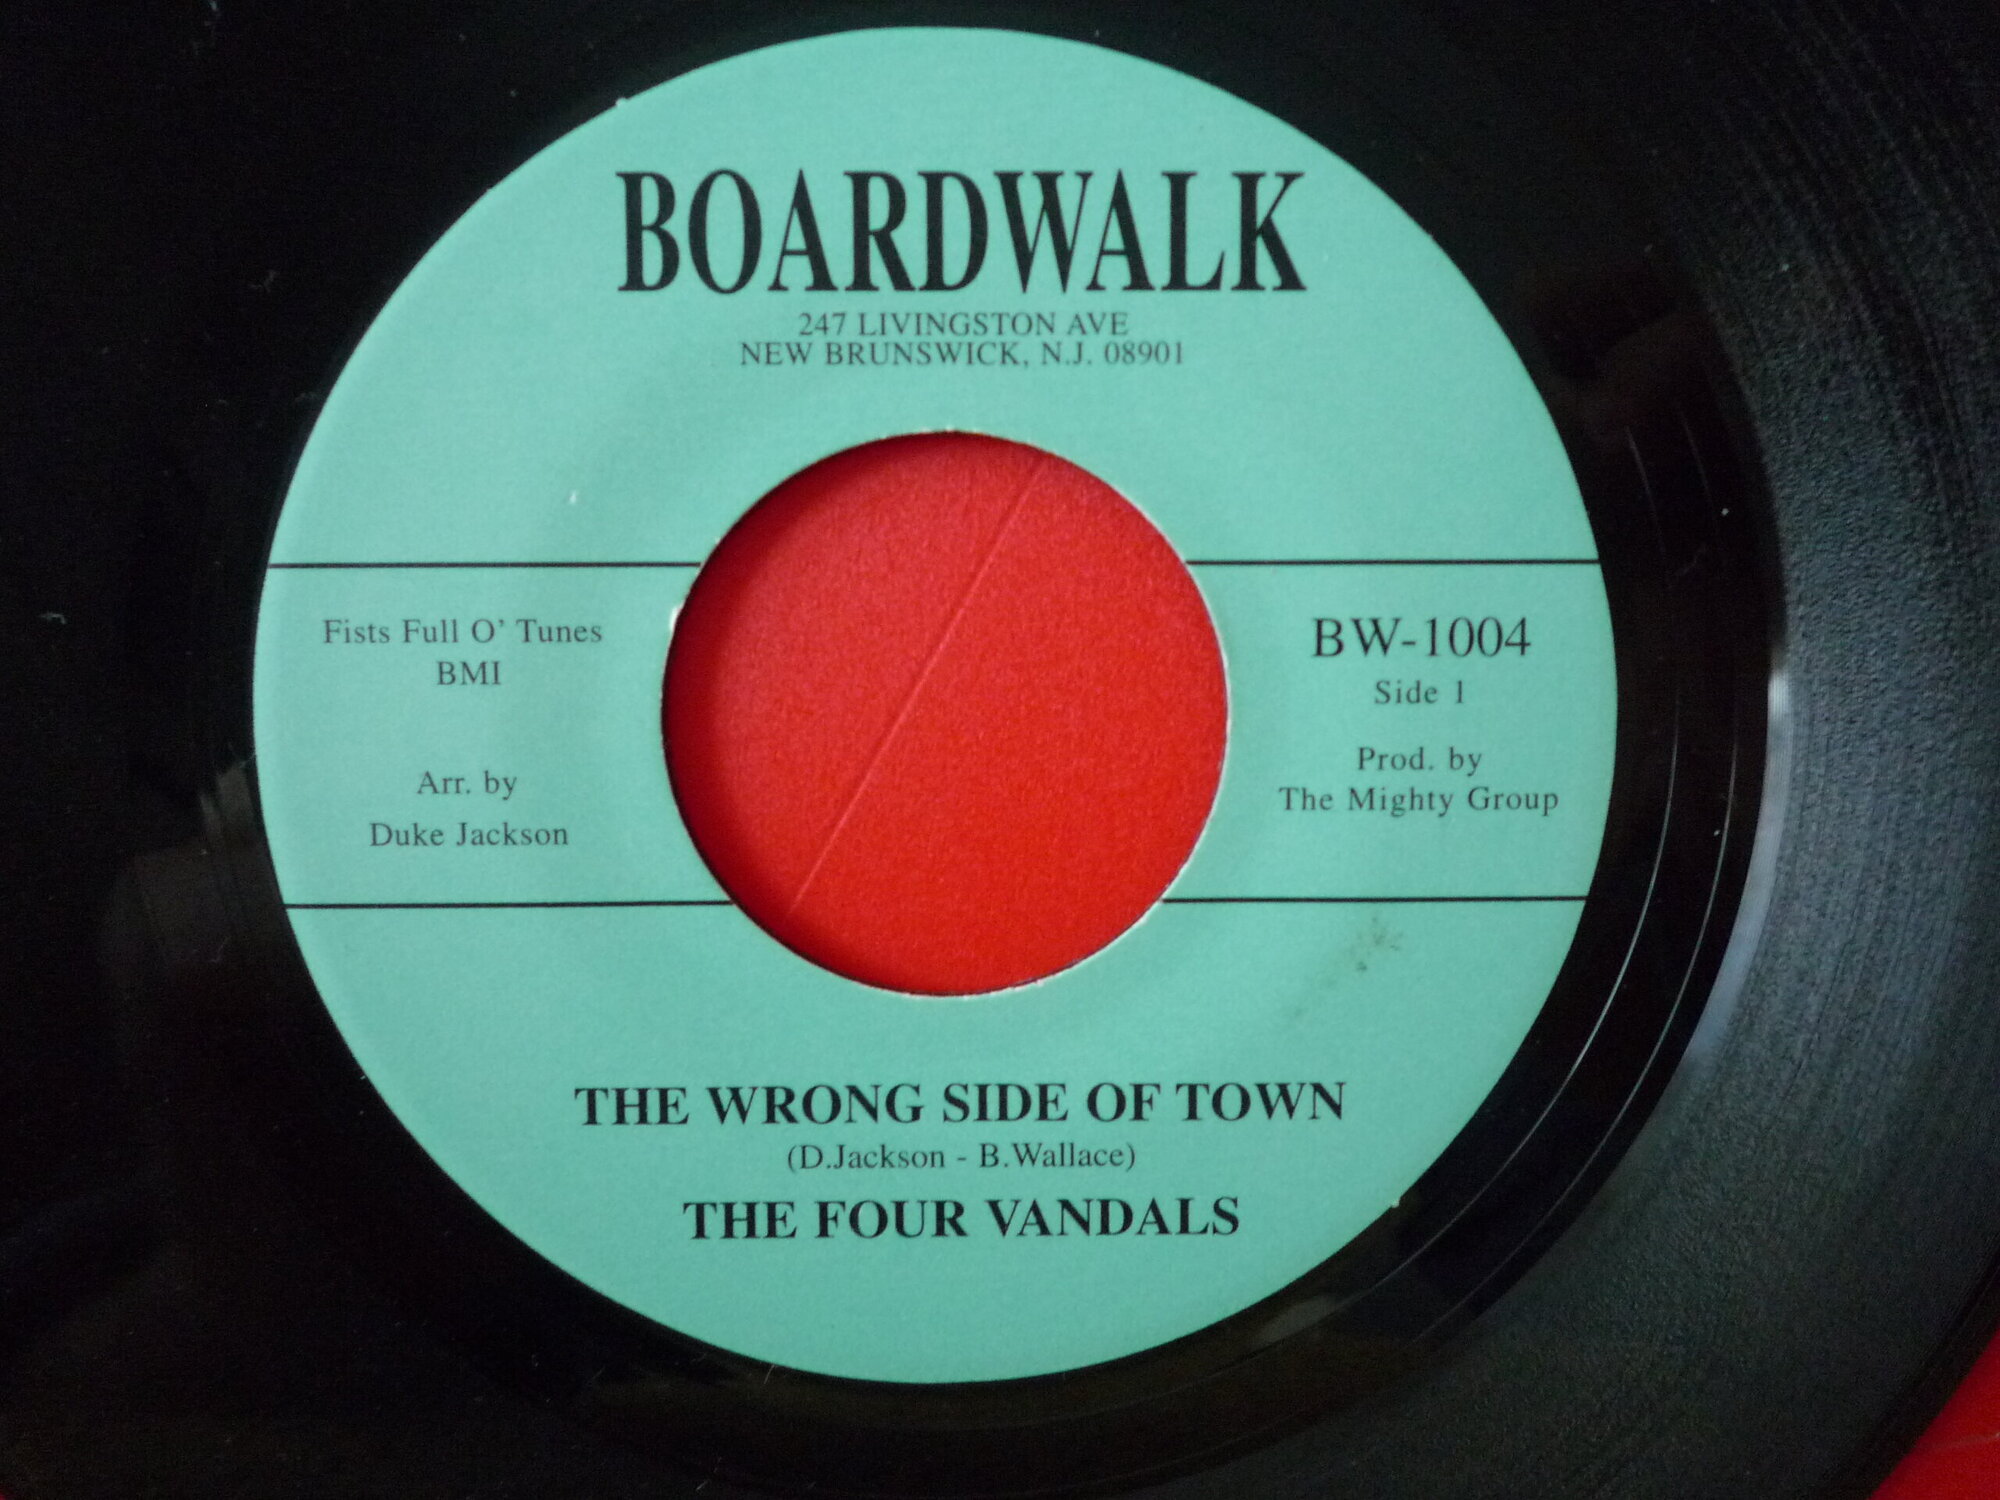 BOARDWALK
247 LIVINGSTON AVE
NEW BRUNSWICK, N.J. 08901
Fists Full O' Tunes
BMI
Arr. by
Duke Jackson
BW-1004
Side 1
Prod. by
The Mighty Group
THE WRONG SIDE OF TOWN
(D.Jackson - B.Wallace)
THE FOUR VANDALS